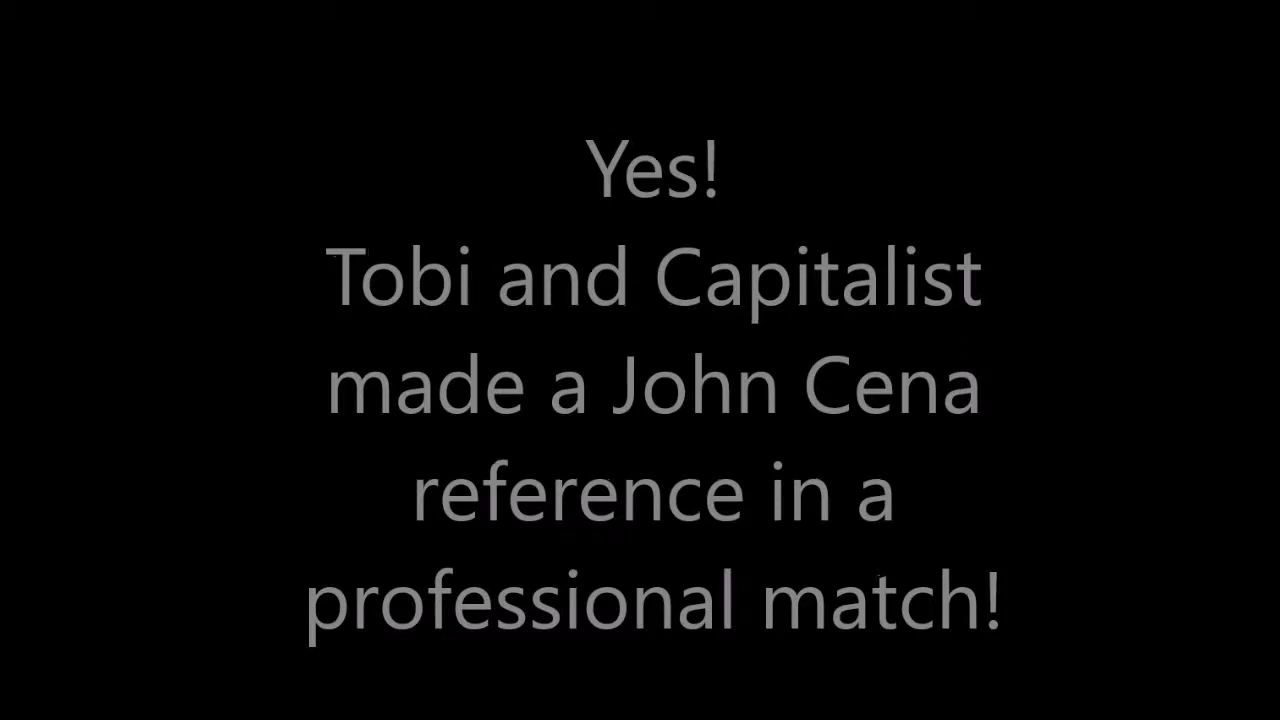 Yes!
Tobi and Capitalist
made a John Cena
reference in a
professional match!